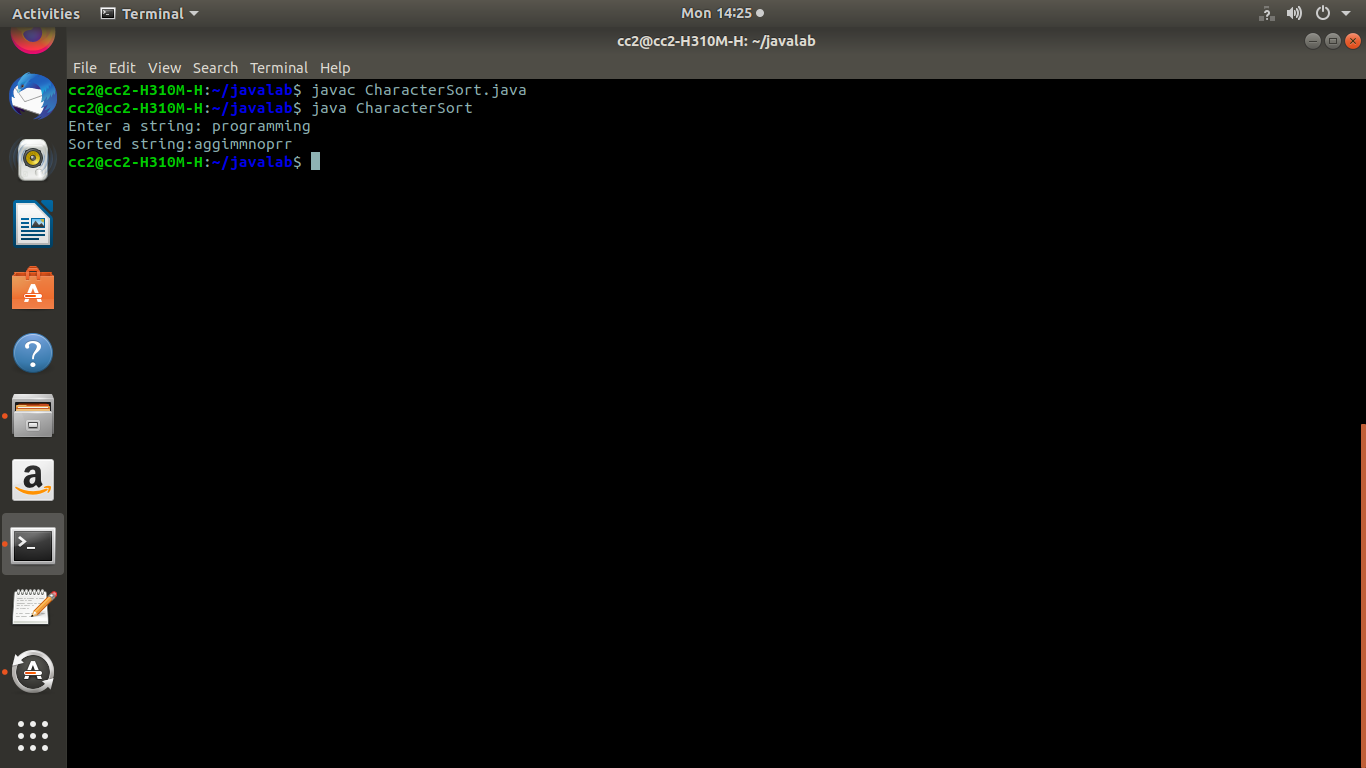 Activities Terminal Mon 14:25
cc2@cc2-H310M-H: ~/javalab
File Edit View Search Terminal Help
cc2@cc2-H310M-H:~/javalab$ javac CharacterSort.java
cc2@cc2-H310M-H:~/javalab$ java CharacterSort
Enter a string: programming
Sorted string:aggimmnoprr
cc2@cc2-H310M-H:~/javalab$